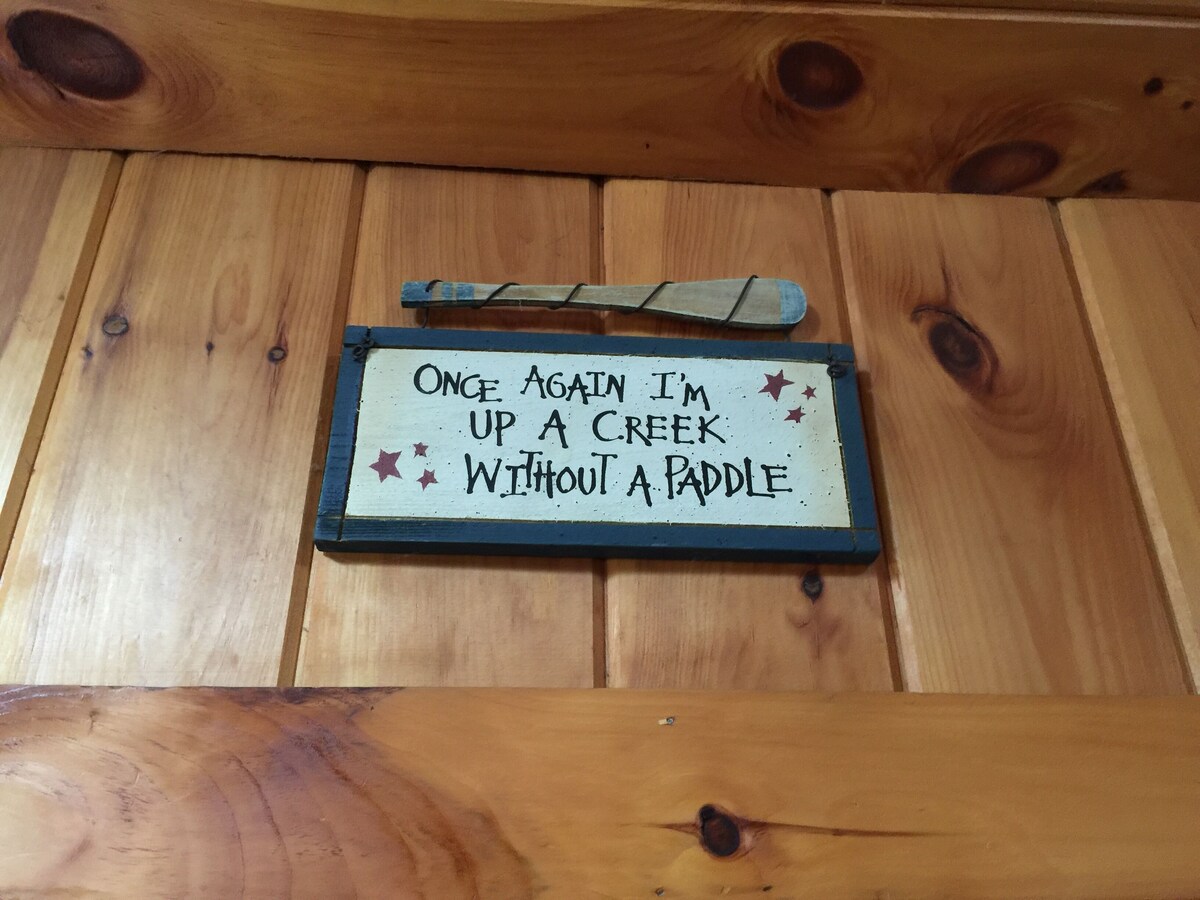 ONCE AGAIN I'M
UP A CREEK
WITHOUT A PADDLE